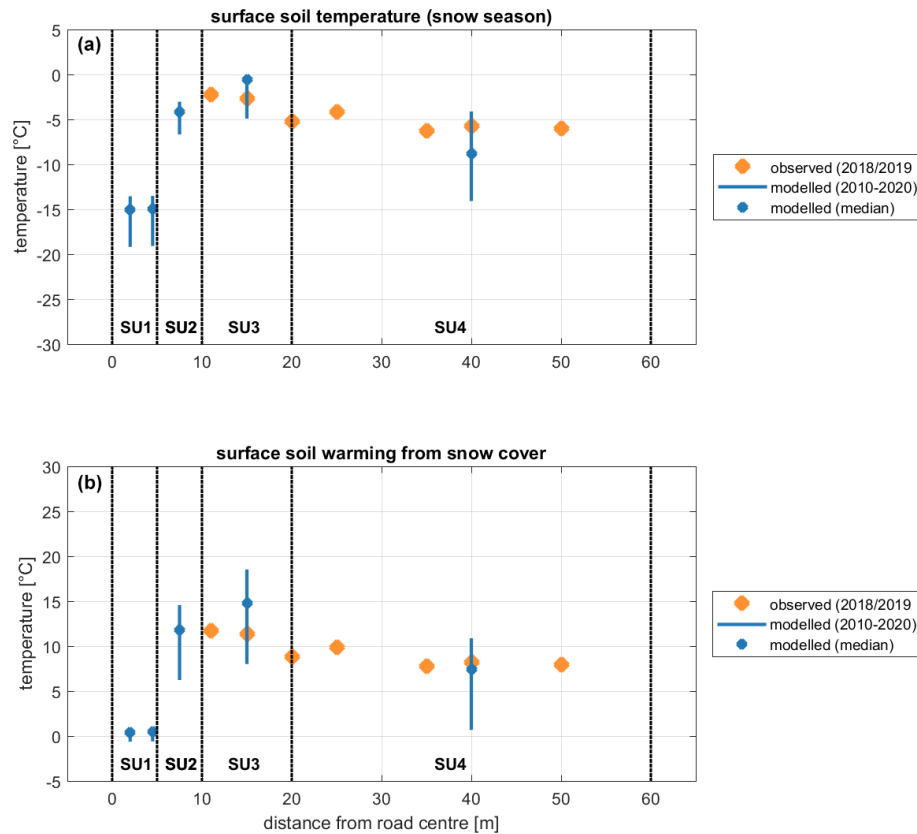 surface soil temperature (snow season)
(a)
5
0
-5
-10
-15
-20
-25
-30
temperature [°C]
SU1 SU2 SU3 SU4
0 10 20 30 40 50 60
observed (2018/2019
modelled (2010-2020)
modelled (median)
surface soil warming from snow cover
(b)
30
25
20
15
10
5
0
-5
temperature [°C]
SU1 SU2 SU3 SU4
0 10 20 30 40 50 60
distance from road centre [m]
observed (2018/2019
modelled (2010-2020)
modelled (median)